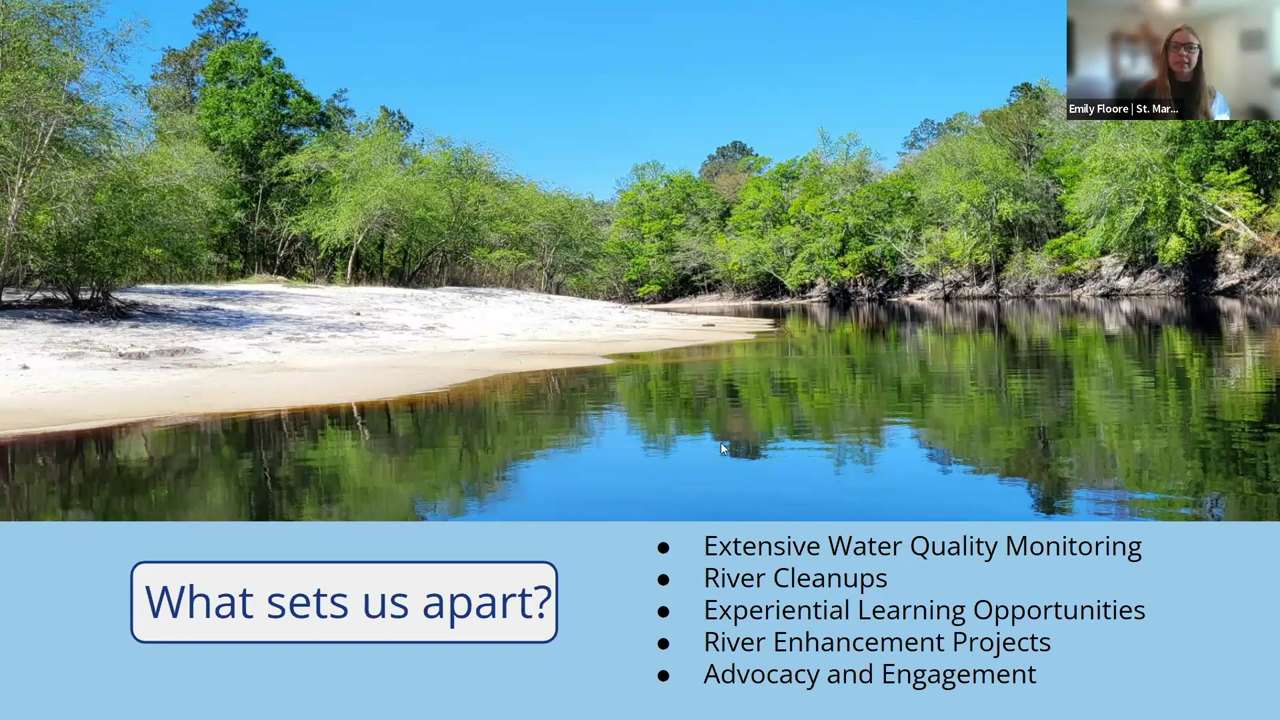 Emily Floore | St. Mar...
What sets us apart?
● Extensive Water Quality Monitoring
● River Cleanups
● Experiential Learning Opportunities
● River Enhancement Projects
● Advocacy and Engagement